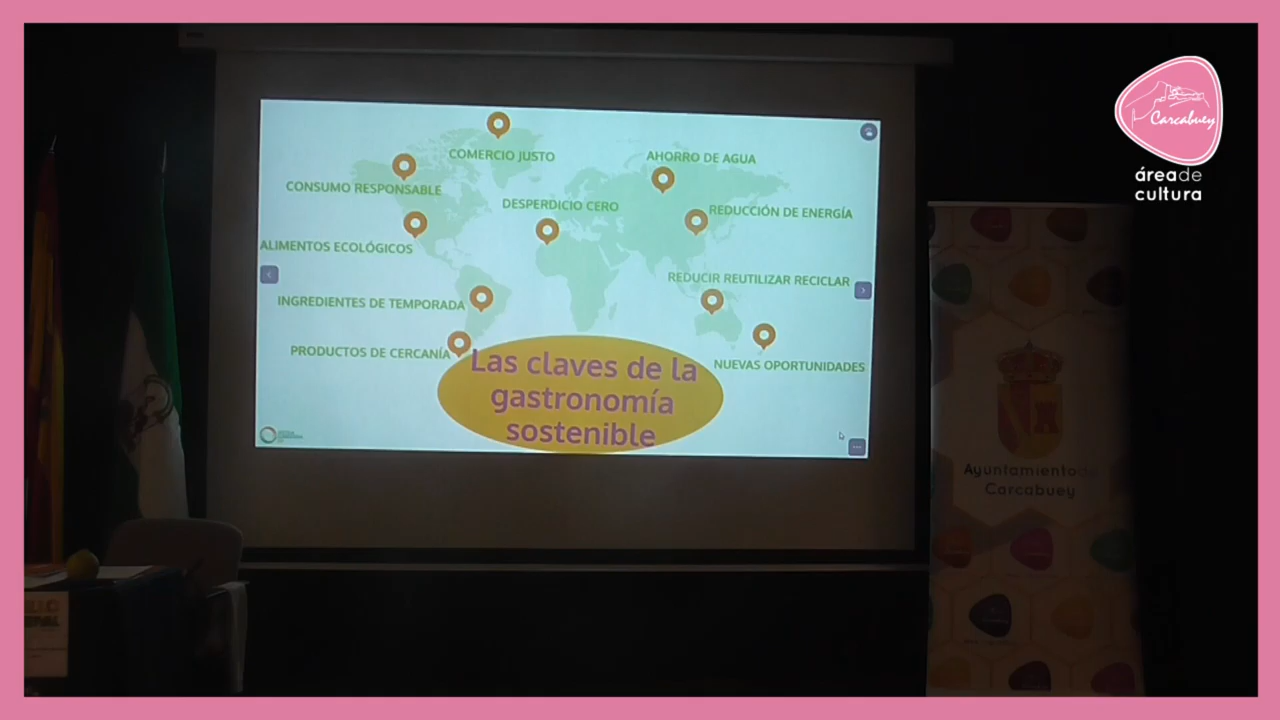 COMERCIO JUSTO
AHORRO DE AGUA
CONSUMO RESPONSABLE
DESPERDICIO CERO
REDUCCIÓN DE ENERGÍA
ALIMENTOS ECOLÓGICOS
REDUCIR REUTILIZAR RECICLAR
INGREDIENTES DE TEMPORADA
PRODUCTOS DE CERCANÍA
NUEVAS OPORTUNIDADES
Las claves de la
gastronomía
sostenible
Carcabuey
área de
cultura
Ayuntamiento de
Carcabuey